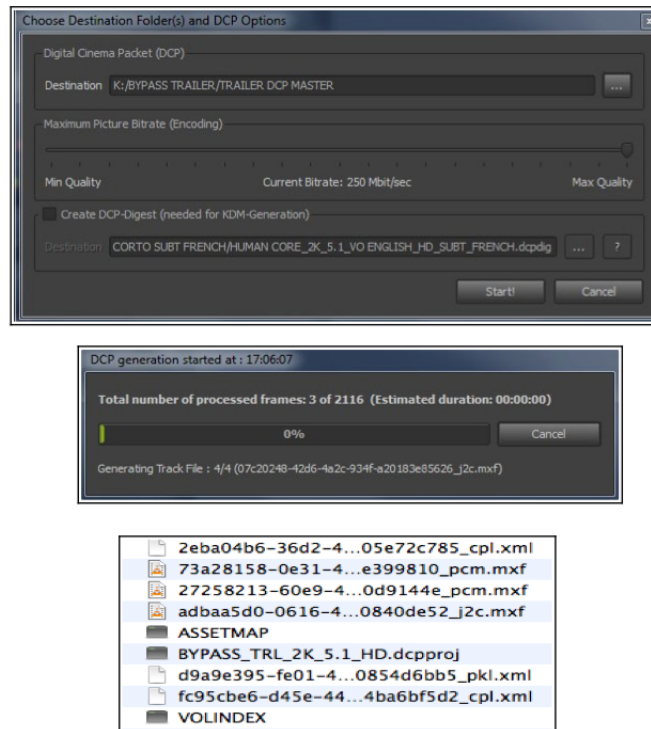 Choose Destination Folder(s) and DCP Options
Digital Cinema Packet (DCP)
Destination K:/BYPASS TRAILER/TRAILER DCP MASTER ...
Maximum Picture Bitrate (Encoding)
Min Quality Current Bitrate: 250 Mbit/sec Max Quality
Create DCP-Digest (needed for KDM-Generation)
Destination CORTO SUBT FRENCH/HUMAN CORE_2K_5.1_VO ENGLISH_HD_SUBT_FRENCH.dcpdig ... ?
Start! Cancel
DCP generation started at : 17:06:07
Total number of processed frames: 3 of 2116 (Estimated duration: 00:00:00)
0% Cancel
Generating Track File : 4/4 (07c20248-42d6-4a2c-934f-a20183e85626_j2c.mxf)
2eba04b6-36d2-4...05e72c785_cpl.xml
73a28158-0e31-4...e399810_pcm.mxf
27258213-60e9-4...0d9144e_pcm.mxf
adbaa5d0-0616-4...0840de52_j2c.mxf
ASSETMAP
BYPASS_TRL_2K_5.1_HD.dcpproj
d9a9e395-fe01-4...0854d6bb5_pkl.xml
fc95cbe6-d45e-44...4ba6bf5d2_cpl.xml
VOLINDEX